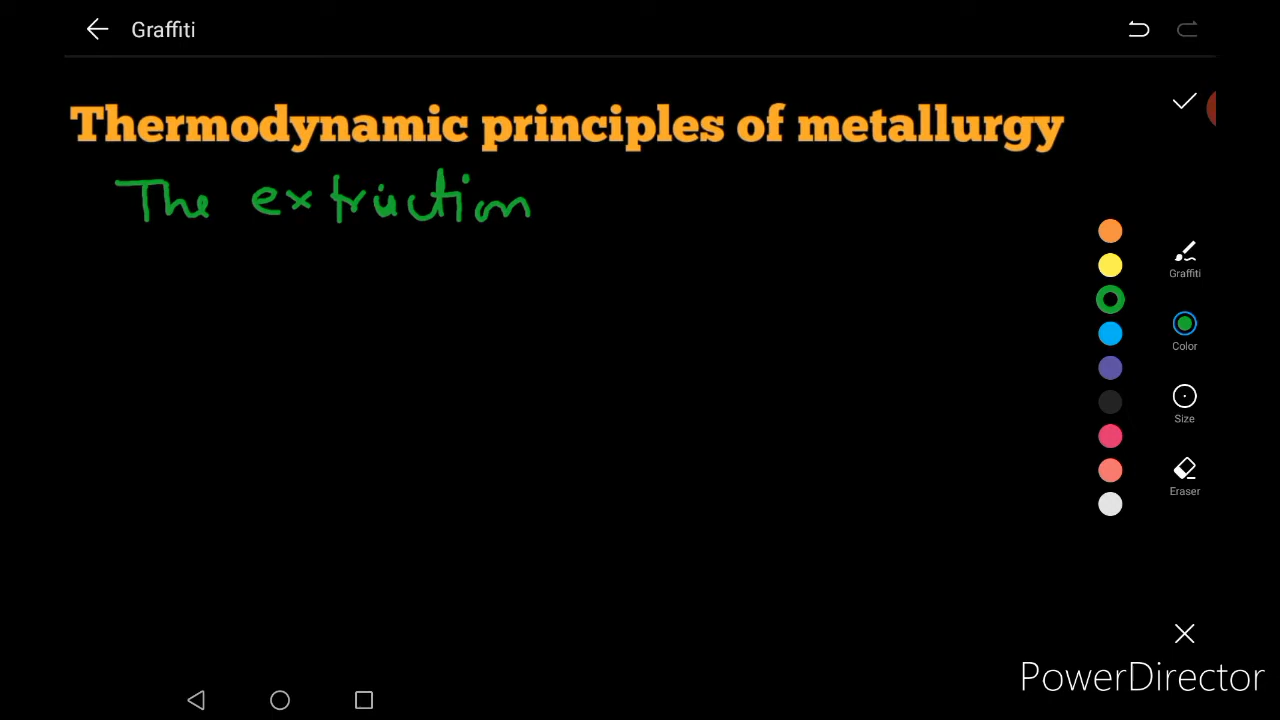 Graffiti
Thermodynamic principles of metallurgy
The extraction
Graffiti
Color
Size
Eraser
PowerDirector